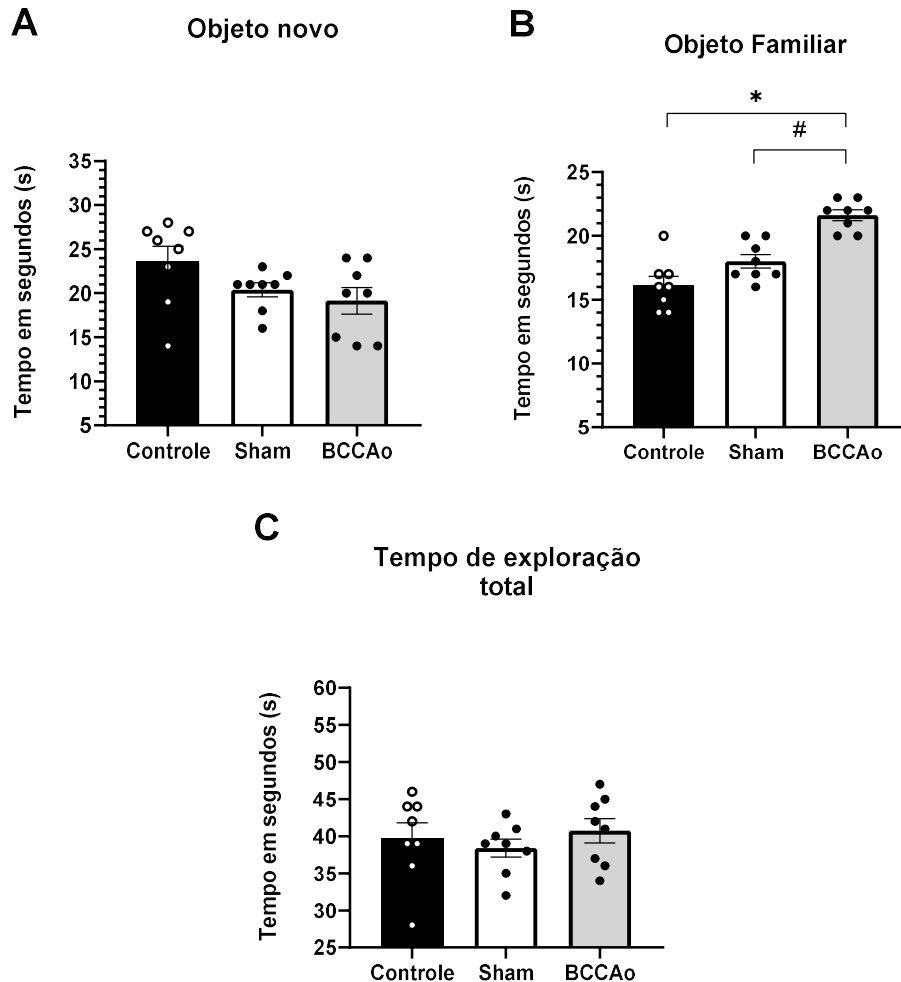 A
Objeto novo
Tempo em segundos (s)
35
30
25
20
15
10
5
Controle Sham BCCAo
B
Objeto Familiar
*
#
Tempo em segundos (s)
25
20
15
10
5
Controle Sham BCCAo
C
Tempo de exploração
total
Tempo em segundos (s)
60
55
50
45
40
35
30
25
Controle Sham BCCAo